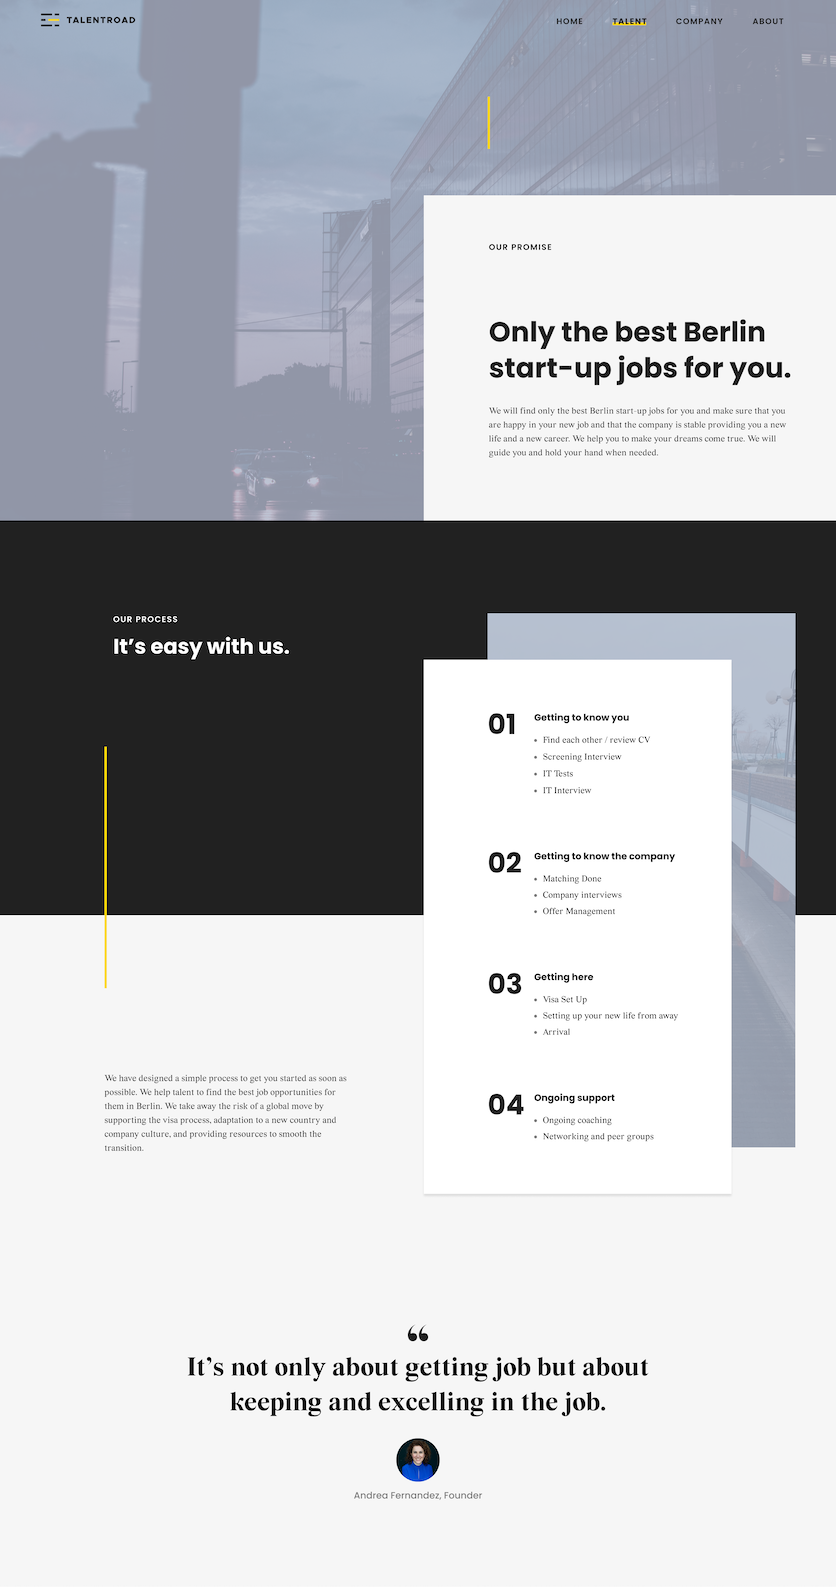 TALENTROAD
HOME TALENT COMPANY ABOUT
OUR PROMISE
Only the best Berlin
start-up jobs for you.
We will find only the best Berlin start-up jobs for you and make sure that you
are happy in your new job and that the company is stable providing you a new
life and a new career. We help you to make your dreams come true. We will
guide you and hold your hand when needed.
OUR PROCESS
It’s easy with us.
We have designed a simple process to get you started as soon as
possible. We help talent to find the best job opportunities for
them in Berlin. We take away the risk of a global move by
supporting the visa process, adaptation to a new country and
company culture, and providing resources to smooth the
transition.
01 Getting to know you
• Find each other / review CV
• Screening Interview
• IT Tests
• IT Interview
02 Getting to know the company
• Matching Done
• Company interviews
• Offer Management
03 Getting here
• Visa Set Up
• Setting up your new life from away
• Arrival
04 Ongoing support
• Ongoing coaching
• Networking and peer groups
“
It’s not only about getting job but about
keeping and excelling in the job.
Andrea Fernandez, Founder